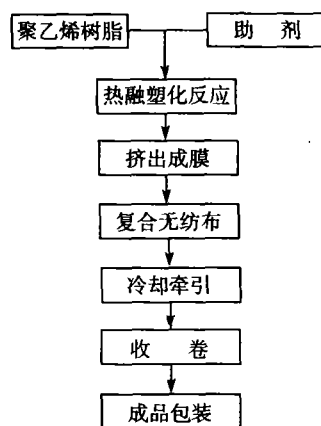 聚乙烯树脂
助 剂
热融塑化反应
挤出成膜
复合无纺布
冷却牵引
收 卷
成品包装